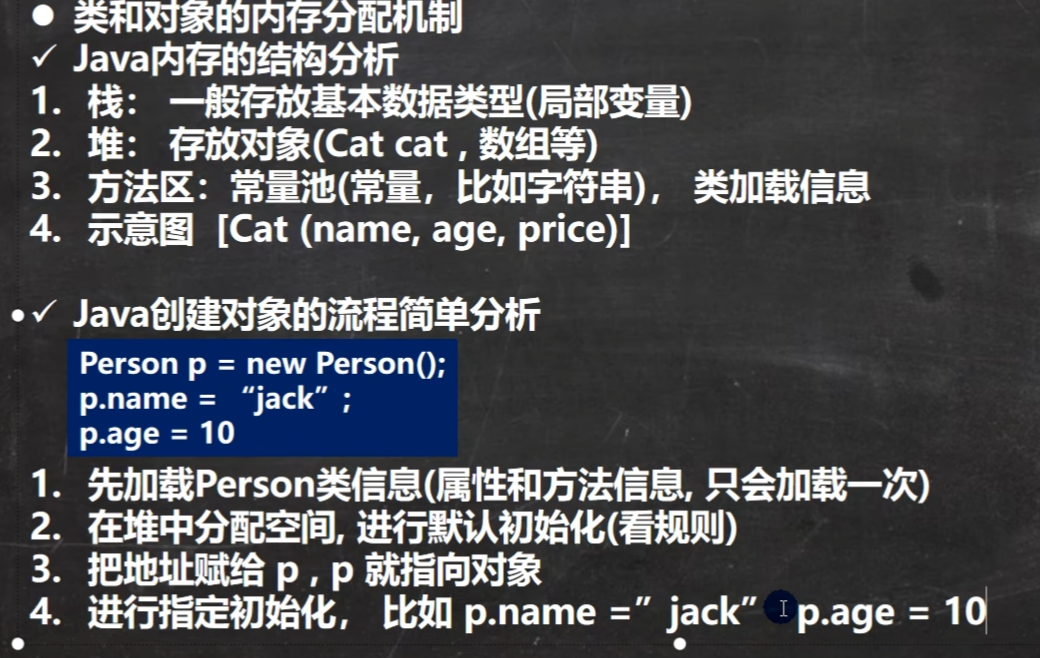 ● 类和对象的内存分配机制
✓ Java内存的结构分析
1. 栈： 一般存放基本数据类型(局部变量)
2. 堆： 存放对象(Cat cat , 数组等)
3. 方法区：常量池(常量，比如字符串)， 类加载信息
4. 示意图 [Cat (name, age, price)]
✓ Java创建对象的流程简单分析
Person p = new Person();
p.name = “jack”;
p.age = 10
1. 先加载Person类信息(属性和方法信息, 只会加载一次)
2. 在堆中分配空间, 进行默认初始化(看规则)
3. 把地址赋给 p , p 就指向对象
4. 进行指定初始化， 比如 p.name =”jack” p.age = 10